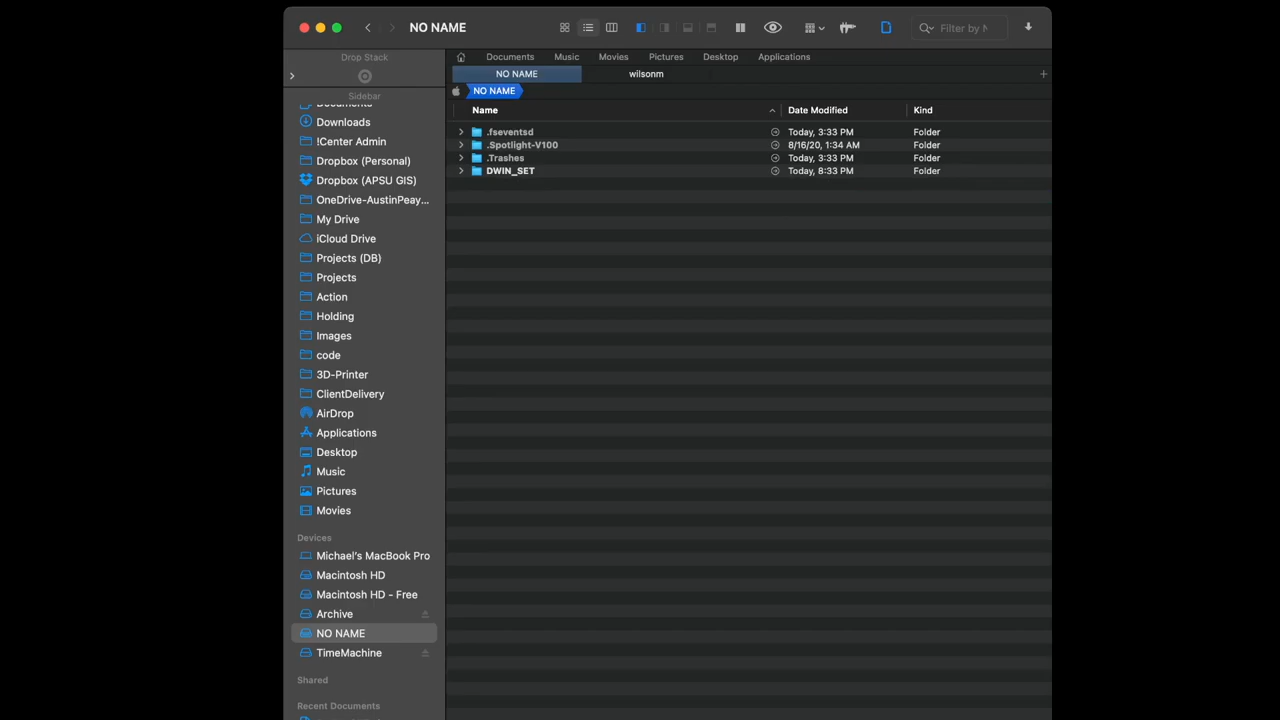 NO NAME
Filter by N
Drop Stack
Sidebar
Documents
Downloads
!Center Admin
Dropbox (Personal)
Dropbox (APSU GIS)
OneDrive-AustinPeay...
My Drive
iCloud Drive
Projects (DB)
Projects
Action
Holding
Images
code
3D-Printer
ClientDelivery
AirDrop
Applications
Desktop
Music
Pictures
Movies
Devices
Michael's MacBook Pro
Macintosh HD
Macintosh HD - Free
Archive
NO NAME
TimeMachine
Shared
Recent Documents
Documents Music Movies Pictures Desktop Applications
NO NAME wilsonm
NO NAME
Name Date Modified Kind
.fseventsd Today, 3:33 PM Folder
.Spotlight-V100 8/16/20, 1:34 AM Folder
.Trashes Today, 3:33 PM Folder
DWIN_SET Today, 8:33 PM Folder